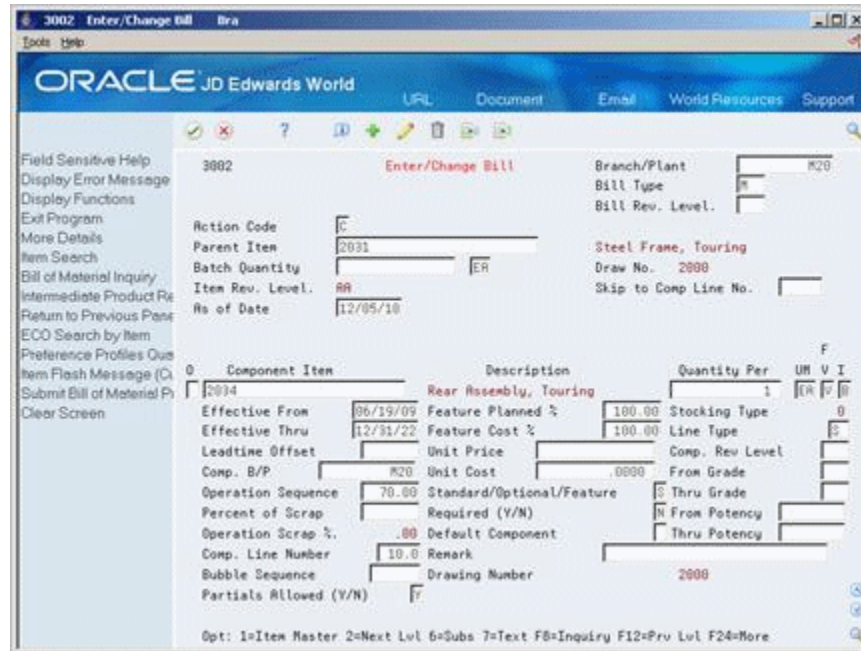 3002 Enter/Change Bill Bra
Tools Help
ORACLE JD Edwards World
URL Document Email World Resources Support
Field Sensitive Help
Display Error Message
Display Functions
Exit Program
More Details
Item Search
Bill of Material Inquiry
Intermediate Product Re
Return to Previous Pane
ECO Search by Item
Preference Profiles Que
Item Flash Message (Cu
Submit Bill of Material Pr
Clear Screen
3002 Enter/Change Bill Branch/Plant M20
Bill Type M
Bill Rev. Level.
Action Code C
Parent Item 2031 Steel Frame, Touring
Batch Quantity EA Draw No. 2000
Item Rev. Level. AA Skip to Comp Line No.
As of Date 12/05/10
F
O Component Item Description Quantity Per UM V I
2034 Rear Assembly, Touring 1 EA V B
Effective From 06/19/09 Feature Planned % 100.00 Stocking Type 0
Effective Thru 12/31/22 Feature Cost % 100.00 Line Type S
Leadtime Offset Unit Price Comp. Rev Level
Comp. B/P M20 Unit Cost .0000 From Grade
Operation Sequence 70.00 Standard/Optional/Feature S Thru Grade
Percent of Scrap Required (Y/N) N From Potency
Operation Scrap %. .00 Default Component Thru Potency
Comp. Line Number 10.0 Remark
Bubble Sequence Drawing Number 2000
Partials Allowed (Y/N) Y
Opt: 1=Item Master 2=Next Lvl 6=Subs 7=Text F8=Inquiry F12=Prv Lvl F24=More